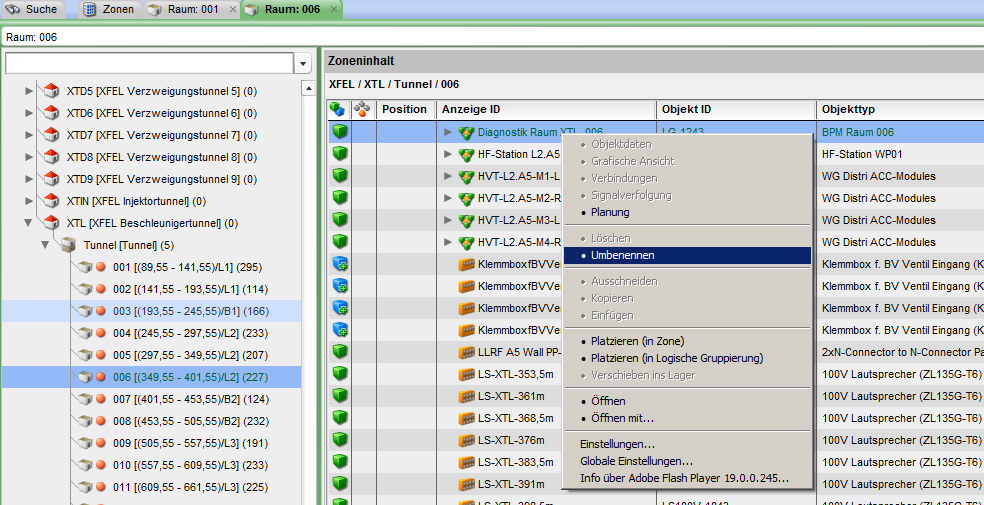 Suche Zonen Raum: 001 Raum: 006
Raum: 006
Zoneninhalt
XFEL / XTL / Tunnel / 006
Position Anzeige ID Objekt ID Objekttyp
XTD5 [XFEL Verzweigungstunnel 5] (0)
XTD6 [XFEL Verzweigungstunnel 6] (0)
XTD7 [XFEL Verzweigungstunnel 7] (0)
XTD8 [XFEL Verzweigungstunnel 8] (0)
XTD9 [XFEL Verzweigungstunnel 9] (0)
XTIN [XFEL Injektortunnel] (0)
XTL [XFEL Beschleunigertunnel] (0)
Tunnel [Tunnel] (5)
001 [(89,55 - 141,55)/L1] (295)
002 [(141,55 - 193,55)/L1] (114)
003 [(193,55 - 245,55)/B1] (166)
004 [(245,55 - 297,55)/L2] (233)
005 [(297,55 - 349,55)/L2] (207)
006 [(349,55 - 401,55)/L2] (227)
007 [(401,55 - 453,55)/B2] (124)
008 [(453,55 - 505,55)/B2] (232)
009 [(505,55 - 557,55)/L3] (191)
010 [(557,55 - 609,55)/L3] (233)
011 [(609,55 - 661,55)/L3] (225)
Diagnostik Raum XTL 006 LG-1243 BPM Raum 006
HF-Station L2.A5 HF-Station WP01
HVT-L2.A5-M1-L WG Distri ACC-Modules
HVT-L2.A5-M2-R WG Distri ACC-Modules
HVT-L2.A5-M3-L WG Distri ACC-Modules
HVT-L2.A5-M4-R WG Distri ACC-Modules
KlemmboxfBVVe Klemmbox f. BV Ventil Eingang (K
KlemmboxfBVVe Klemmbox f. BV Ventil Eingang (K
KlemmboxfBVVe Klemmbox f. BV Ventil Eingang (K
KlemmboxfBVVe Klemmbox f. BV Ventil Eingang (K
LLRF A5 Wall PP- 2xN-Connector to N-Connector Pa
LS-XTL-353,5m 100V Lautsprecher (ZL135G-T6)
LS-XTL-361m 100V Lautsprecher (ZL135G-T6)
LS-XTL-368,5m 100V Lautsprecher (ZL135G-T6)
LS-XTL-376m 100V Lautsprecher (ZL135G-T6)
LS-XTL-383,5m 100V Lautsprecher (ZL135G-T6)
LS-XTL-391m 100V Lautsprecher (ZL135G-T6)
LS-XTL-398,5m LS100V-1043 100V Lautsprecher (ZL135G-T6)
Objektdaten
Grafische Ansicht
Verbindungen
Signalverfolgung
Planung
Löschen
Umbenennen
Ausschneiden
Kopieren
Einfügen
Platzieren (in Zone)
Platzieren (in Logische Gruppierung)
Verschieben ins Lager
Öffnen
Öffnen mit...
Einstellungen...
Globale Einstellungen...
Info über Adobe Flash Player 19.0.0.245...